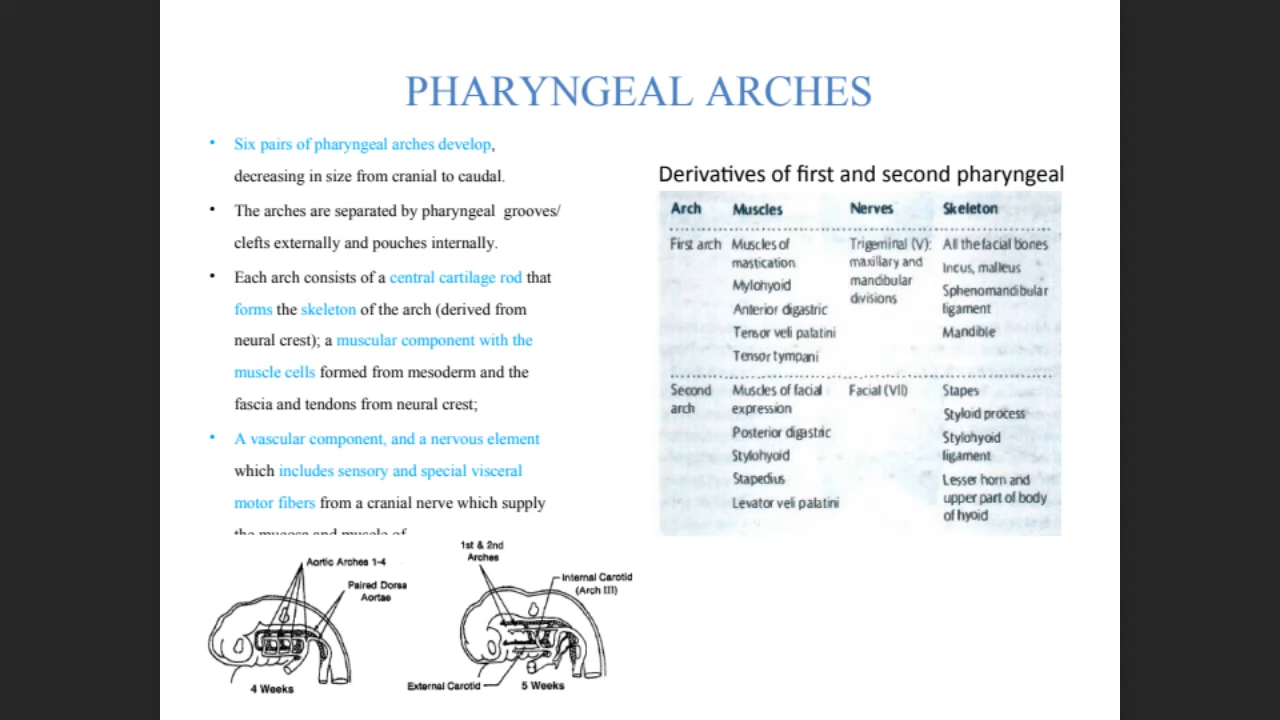 PHARYNGEAL ARCHES
• Six pairs of pharyngeal arches develop,
decreasing in size from cranial to caudal.
• The arches are separated by pharyngeal grooves/
clefts externally and pouches internally.
• Each arch consists of a central cartilage rod that
forms the skeleton of the arch (derived from
neural crest); a muscular component with the
muscle cells formed from mesoderm and the
fascia and tendons from neural crest;
• A vascular component, and a nervous element
which includes sensory and special visceral
motor fibers from a cranial nerve which supply
the mucosa and muscle of
Derivatives of first and second pharyngeal
Arch Muscles Nerves Skeleton
First arch Muscles of Trigeminal (V): All the facial bones
mastication maxillary and Incus, malleus
Mylohyoid mandibular Sphenomandibular
Anterior digastric divisions ligament
Tensor veli palatini Mandible
Tensor tympani
Second Muscles of facial Facial (VII) Stapes
arch expression Styloid process
Posterior digastric Stylohyoid
Stylohyoid ligament
Stapedius Lesser horn and
Levator veli palatini upper part of body
of hyoid
Aortic Arches 1-4
Paired Dorsa
Aortae
4 Weeks
1st & 2nd
Arches
Internal Carotid
(Arch III)
External Carotid
5 Weeks